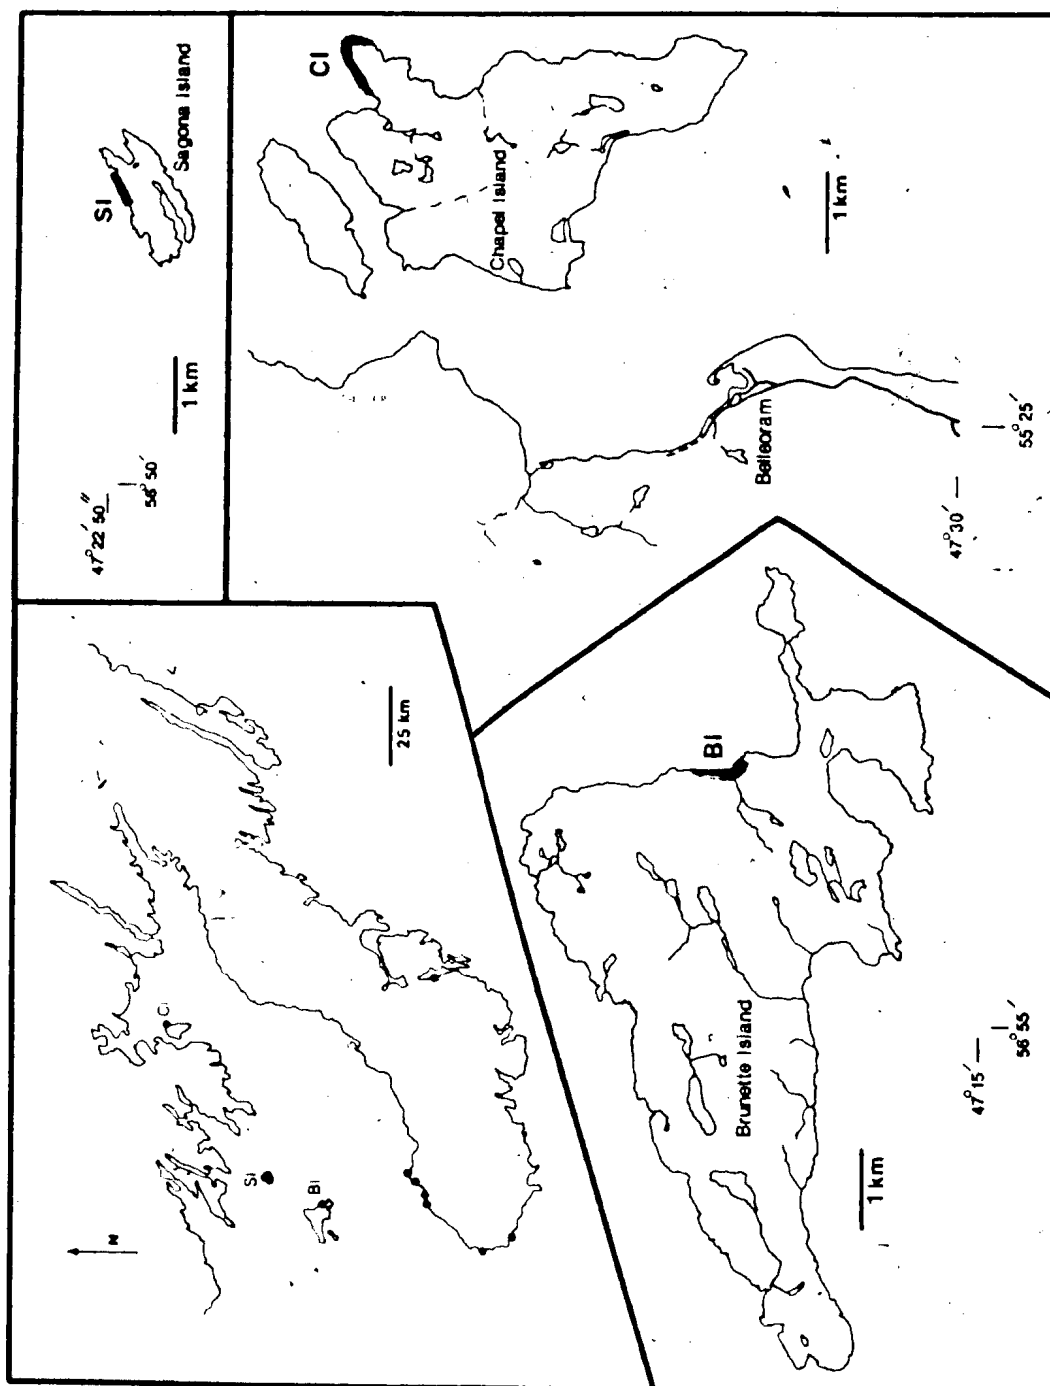 N
SI
BI
CI
25 km
SI
Sagona Island
1 km
47° 22′ 50″
56° 50′
CI
Chapel Island
1 km
Belleoram
47° 30′
55° 25′
BI
Brunette Island
1 km
47° 15′
56° 55′